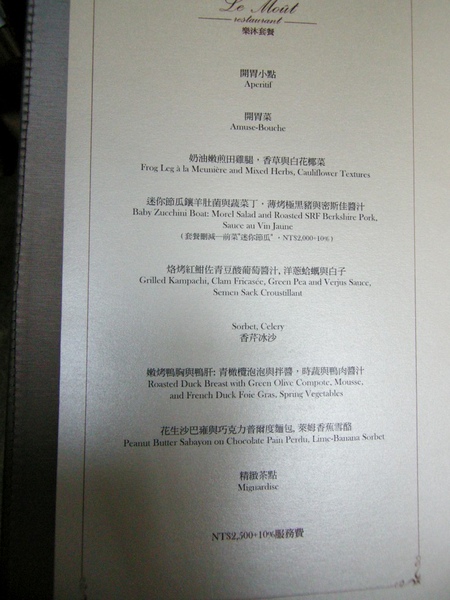 Le Moût
restaurant
樂沐套餐
開胃小點
Aperitif
開胃菜
Amuse-Bouche
奶油嫩煎田雞腿，香草與白花椰菜
Frog Leg à la Meunière and Mixed Herbs, Cauliflower Textures
迷你節瓜鑲羊肚菌與蔬菜丁，薄烤極黑豬與密斯佳醬汁
Baby Zucchini Boat: Morel Salad and Roasted SRF Berkshire Pork,
Sauce au Vin Jaune
(套餐刪減一前菜"迷你節瓜"，NT$2,000+10%)
烙烤紅魽佐青豆酸葡萄醬汁, 洋蔥蛤蠣與白子
Grilled Kampachi, Clam Fricasée, Green Pea and Verjus Sauce,
Semen Sack Croustillant
Sorbet, Celery
香芹冰沙
嫩烤鴨胸與鴨肝: 青橄欖泡泡與拌醬，時蔬與鴨肉醬汁
Roasted Duck Breast with Green Olive Compote, Mousse,
and French Duck Foie Gras, Spring Vegetables
花生沙巴雍與巧克力普爾度麵包, 萊姆香蕉雪酪
Peanut Butter Sabayon on Chocolate Pain Perdu, Lime-Banana Sorbet
精緻茶點
Miguardise
NT$2,500+10%服務費